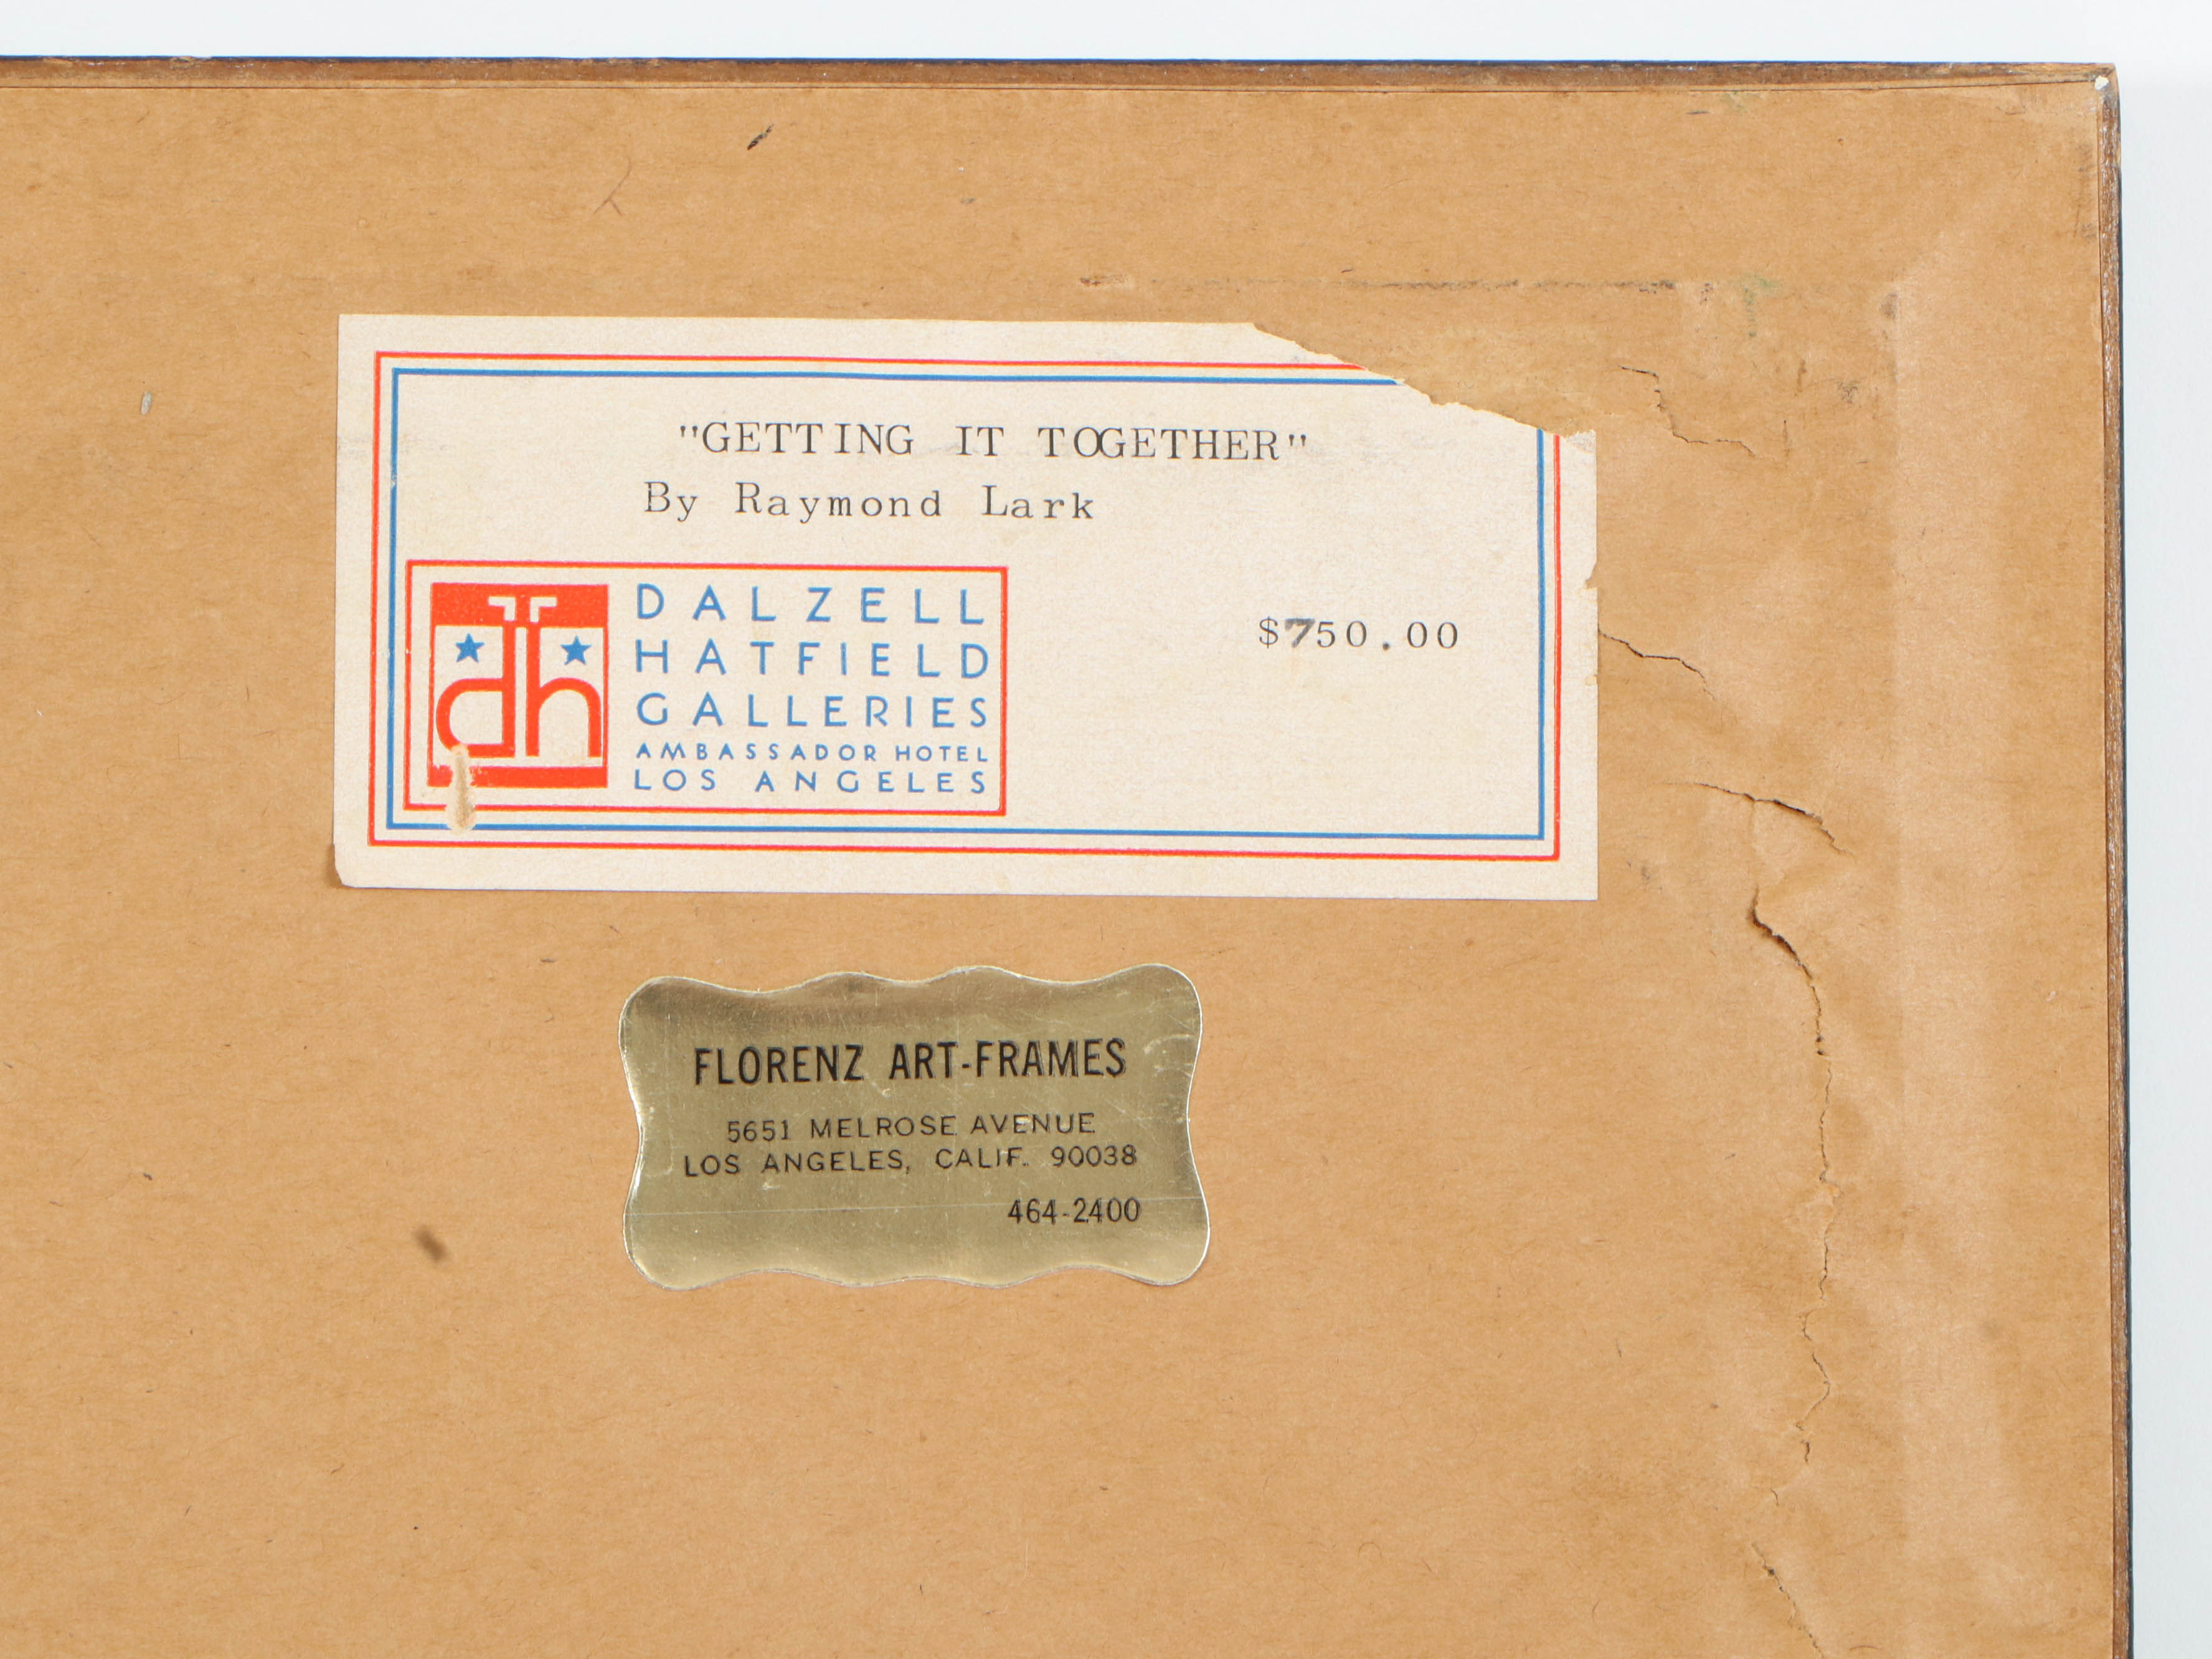 "GETTING IT TOGETHER"
By Raymond Lark
dh
DALZELL
HATFIELD
GALLERIES
AMBASSADOR HOTEL
LOS ANGELES
$750.00
FLORENZ ART-FRAMES
5651 MELROSE AVENUE
LOS ANGELES, CALIF. 90038
464-2400